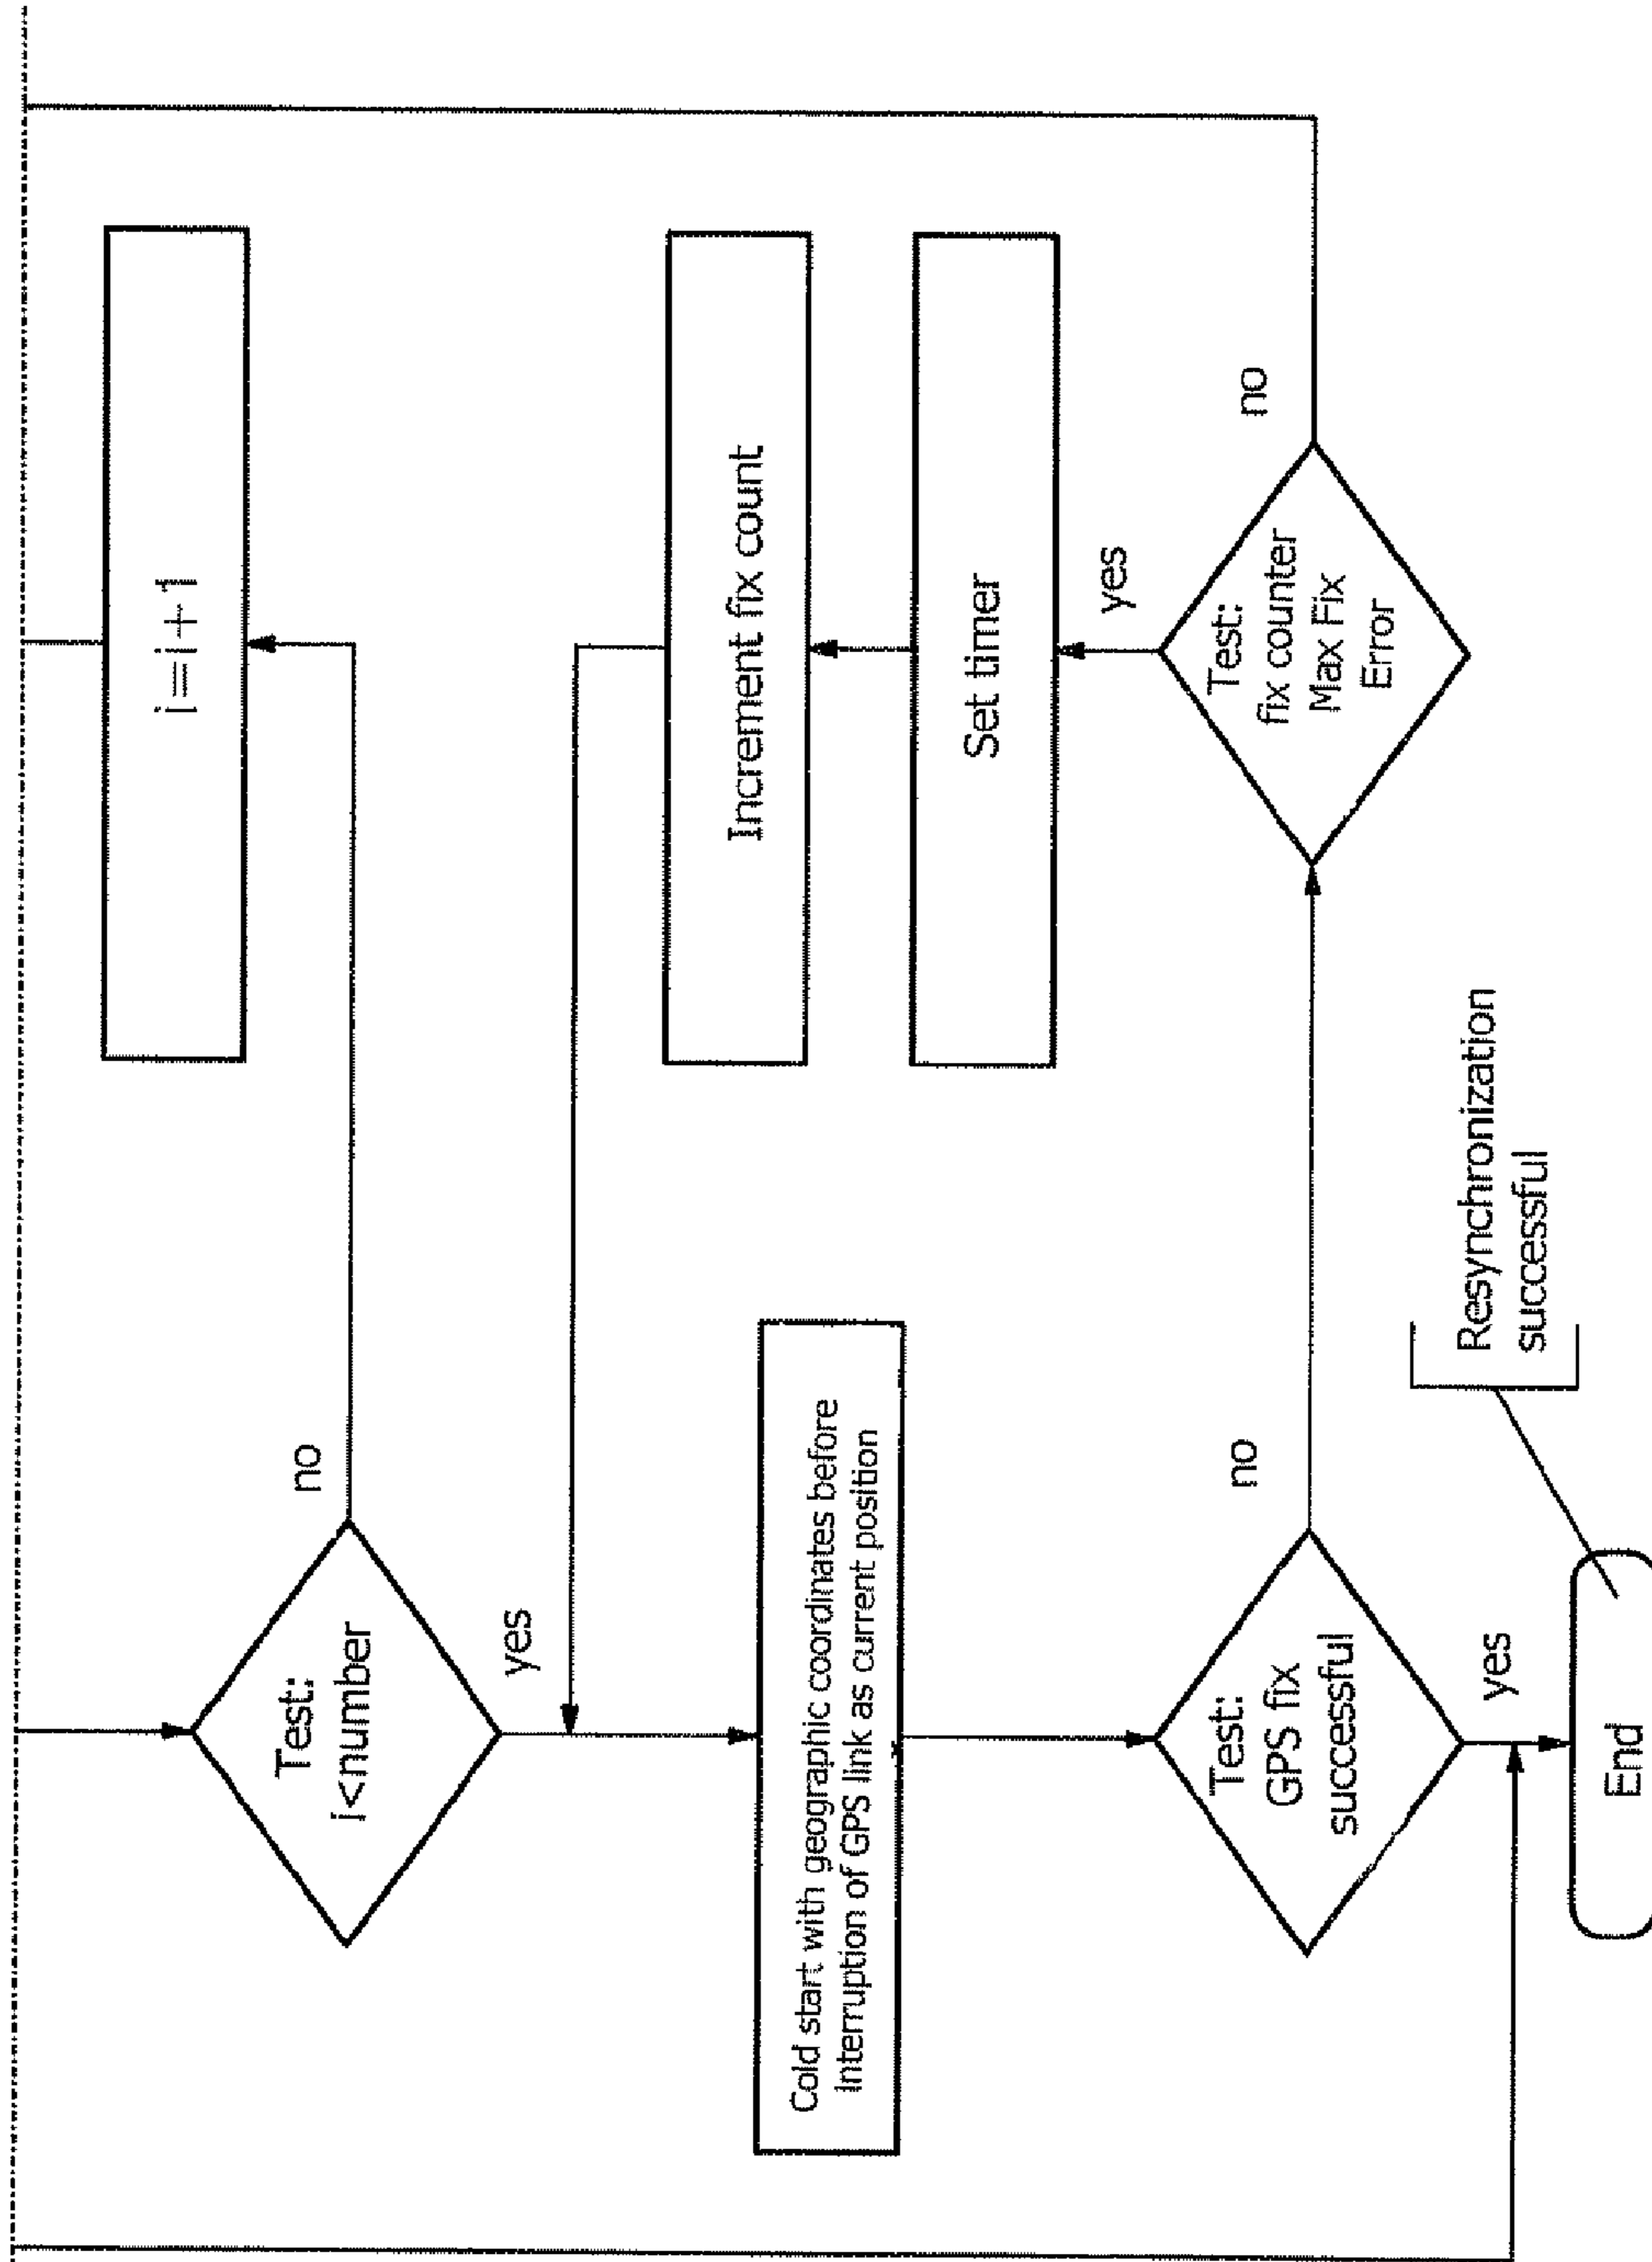 Test:
i<number
no
i=i+1
yes
Cold start with geographic coordinates before
Interruption of GPS link as current position
Increment fix count
Set timer
yes
Test:
GPS fix
successful
no
Test:
fix counter
Max Fix
Error
no
yes
End
Resynchronization
successful